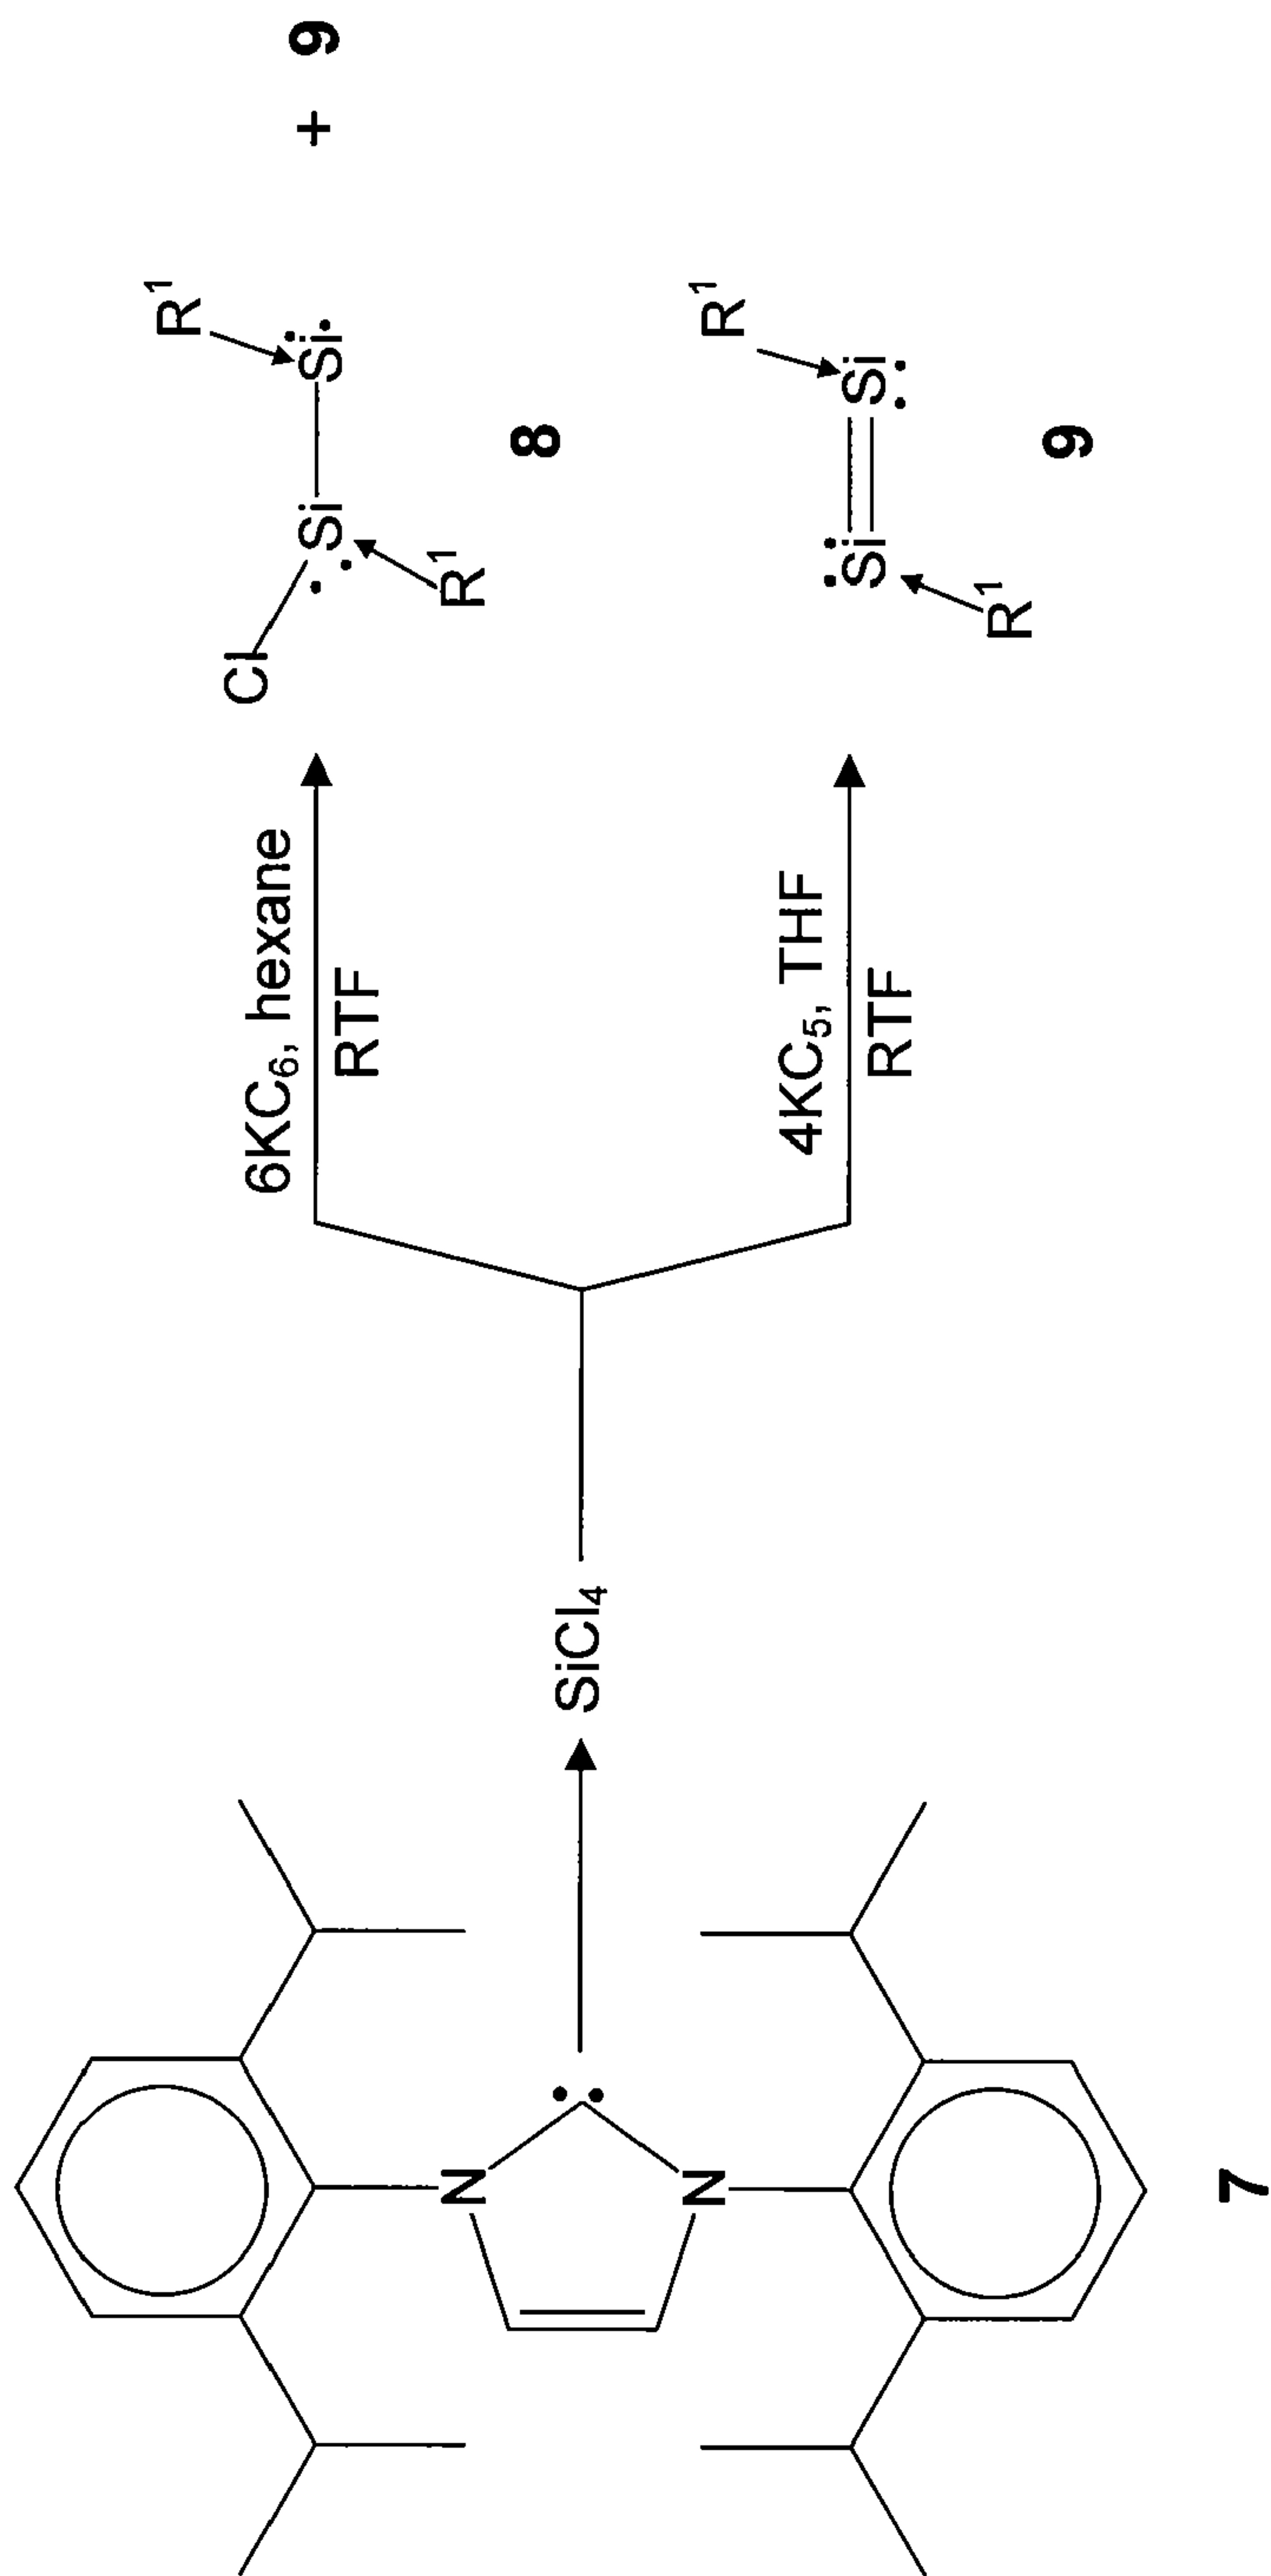 N
N
7
SiCl4
6KC6, hexane
RTF
Cl
Si
Si
R1
R1
8
+ 9
4KC5, THF
RTF
Si
Si
R1
R1
9